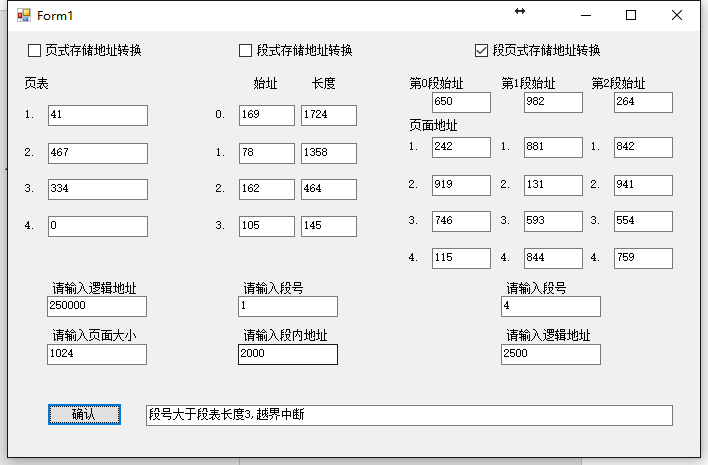 Form1
页式存储地址转换 段式存储地址转换 段页式存储地址转换
页表 始址 长度 第0段始址 第1段始址 第2段始址
650 982 264
1. 41 0. 169 1724 页面地址
1. 242 1. 881 1. 842
2. 467 1. 78 1358 2. 919 2. 131 2. 941
3. 334 2. 162 464 3. 746 3. 593 3. 554
4. 0 3. 105 145 4. 115 4. 844 4. 759
请输入逻辑地址 请输入段号 请输入段号
250000 1 4
请输入页面大小 请输入段内地址 请输入逻辑地址
1024 2000 2500
确认 段号大于段表长度3,越界中断